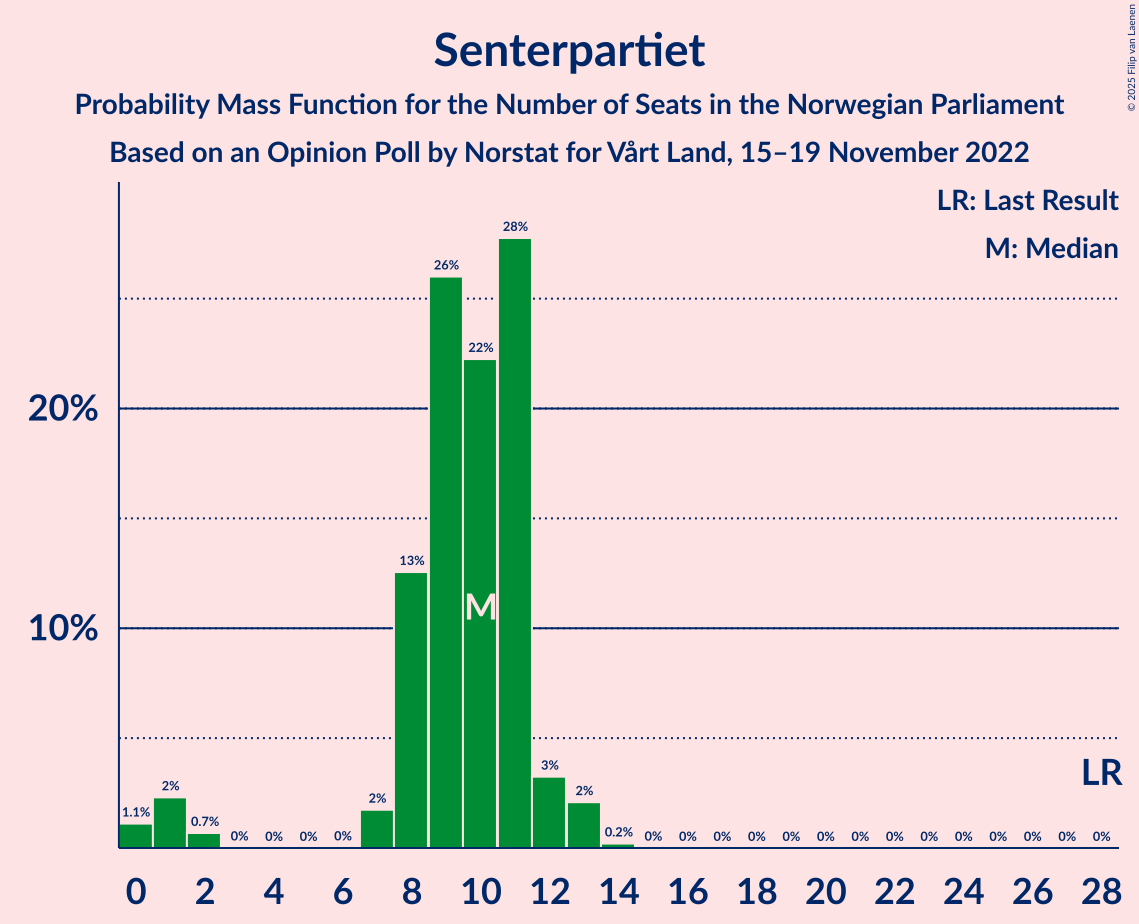 Senterpartiet
Probability Mass Function for the Number of Seats in the Norwegian Parliament
Based on an Opinion Poll by Norstat for Vårt Land, 15–19 November 2022
© 2025 Filip van Laenen
LR: Last Result
M: Median
28%
26%
22%
20%
13%
M
10%
LR
3%
2%
2%
2%
1.1%
0.7%
0.2%
0% 0% 0% 0% 0% 0% 0% 0% 0% 0% 0% 0% 0% 0% 0% 0% 0% 0%
0 2 4 6 8 10 12 14 16 18 20 22 24 26 28